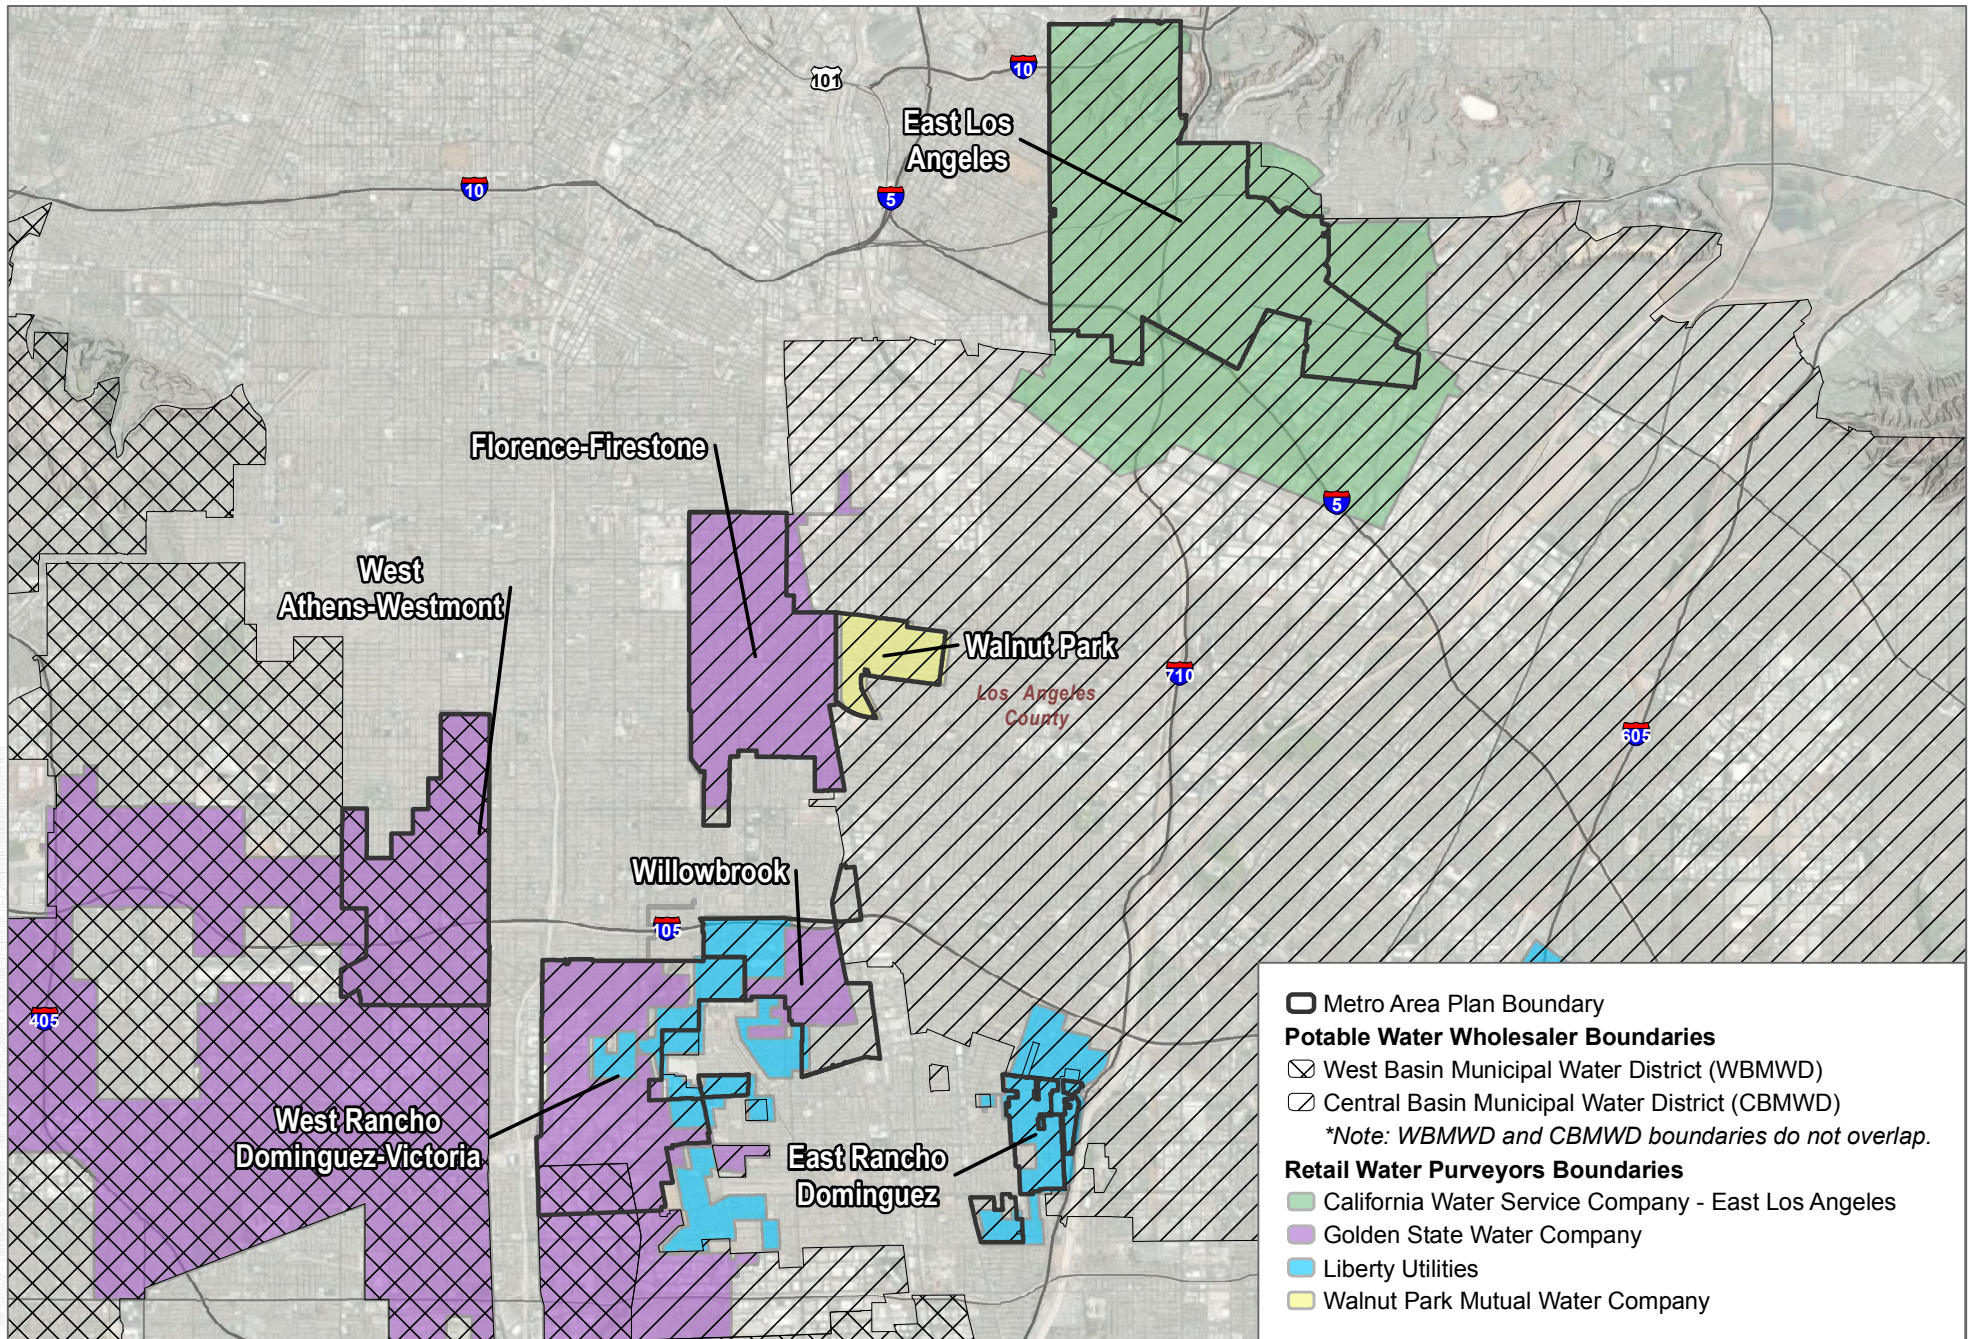 101
10
East Los
Angeles
10
5
Florence-Firestone
5
West
Athens-Westmont
Walnut Park
710
Los Angeles
County
605
Willowbrook
105
405
West Rancho
Dominguez-Victoria
East Rancho
Dominguez
Metro Area Plan Boundary
Potable Water Wholesaler Boundaries
West Basin Municipal Water District (WBMWD)
Central Basin Municipal Water District (CBMWD)
*Note: WBMWD and CBMWD boundaries do not overlap.
Retail Water Purveyors Boundaries
California Water Service Company - East Los Angeles
Golden State Water Company
Liberty Utilities
Walnut Park Mutual Water Company